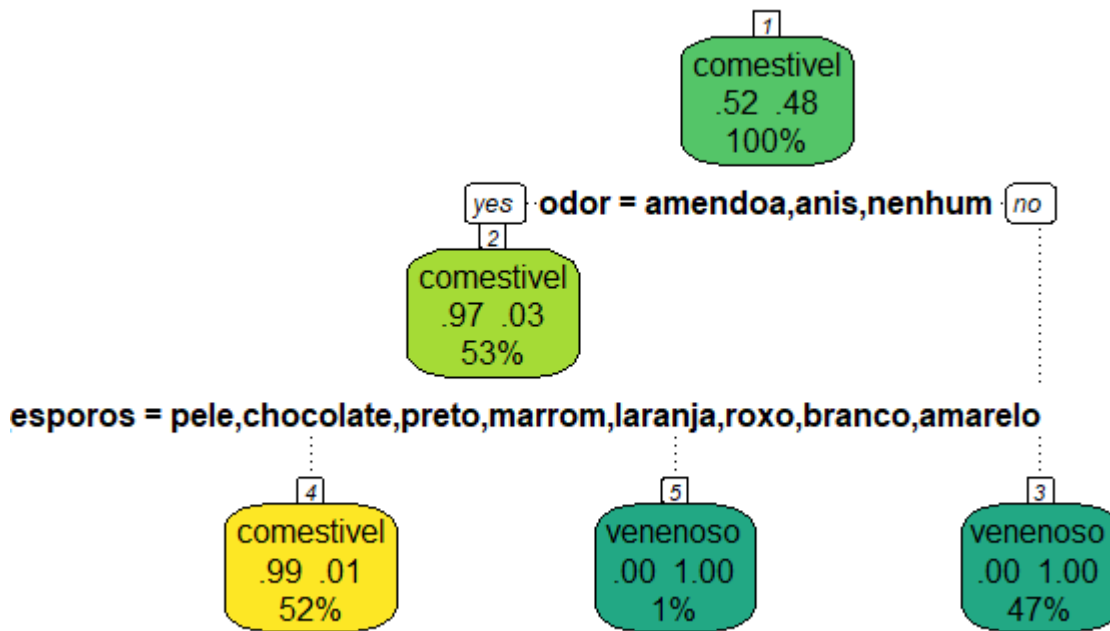 1
comestivel
.52 .48
100%
yes odor = amendoa,anis,nenhum no
2
comestivel
.97 .03
53%
esporos = pele,chocolate,preto,marrom,laranja,roxo,branco,amarelo
4
comestivel
.99 .01
52%
5
venenoso
.00 1.00
1%
3
venenoso
.00 1.00
47%